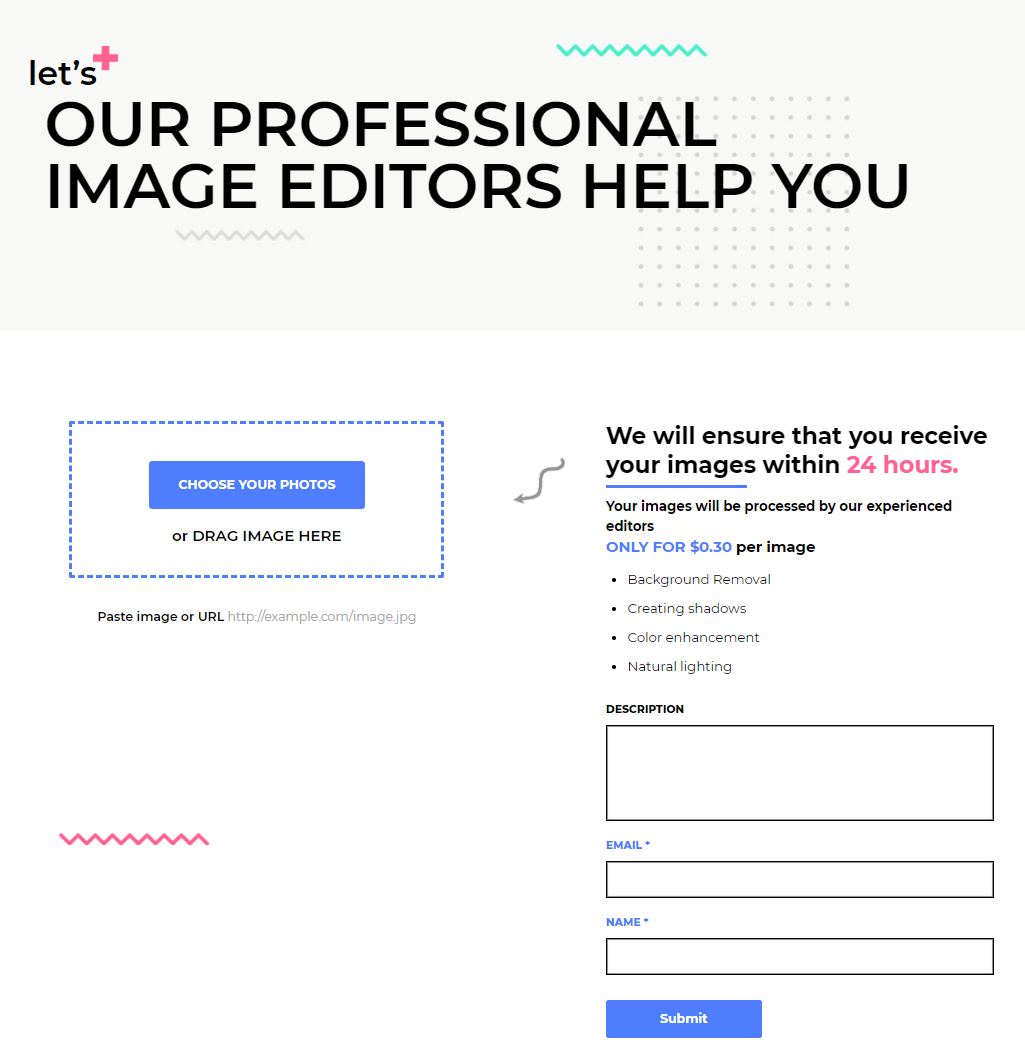 let's
OUR PROFESSIONAL
IMAGE EDITORS HELP YOU
CHOOSE YOUR PHOTOS
or DRAG IMAGE HERE
Paste image or URL http://example.com/image.jpg
We will ensure that you receive
your images within 24 hours.
Your images will be processed by our experienced
editors
ONLY FOR $0.30 per image
• Background Removal
• Creating shadows
• Color enhancement
• Natural lighting
DESCRIPTION
EMAIL *
NAME *
Submit